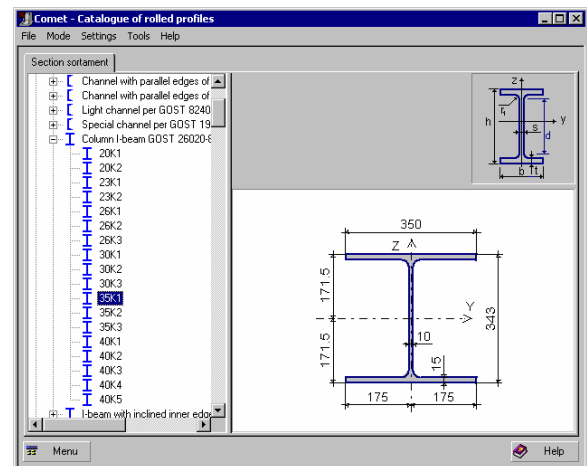 Comet - Catalogue of rolled profiles
File Mode Settings Tools Help
Section sortament
Channel with parallel edges of
Channel with parallel edges of
Light channel per GOST 8240
Special channel per GOST 19
Column I-beam GOST 26020-8
20K1
20K2
23K1
23K2
26K1
26K2
26K3
30K1
30K2
30K3
35K1
35K2
35K3
40K1
40K2
40K3
40K4
40K5
I-beam with inclined inner edge
z
r1
h
s
d
y
b
t
350
Z
171.5
Y
343
10
171.5
15
175
175
Menu
Help